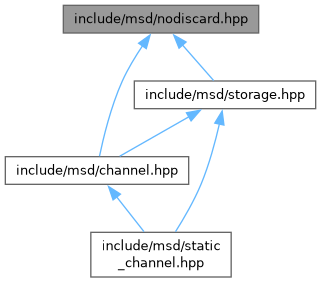 include/msd/nodiscard.hpp
include/msd/storage.hpp
include/msd/channel.hpp
include/msd/static
_channel.hpp